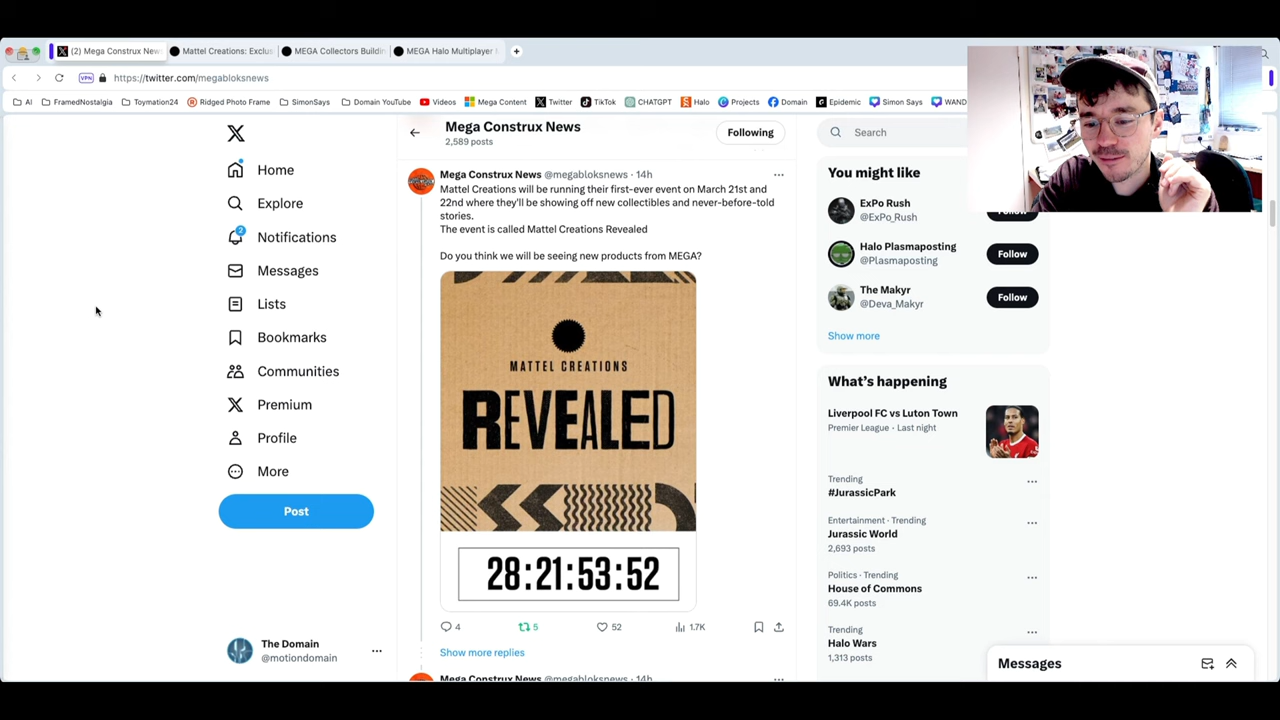 (2) Mega Construx New
Mattel Creations: Exclus
MEGA Collectors Buildin
MEGA Halo Multiplayer
VPN
https://twitter.com/megabloksnews
AI
FramedNostalgia
Toymation24
Ridged Photo Frame
SimonSays
Domain YouTube
Videos
Mega Content
Twitter
TikTok
CHATGPT
Halo
Projects
Domain
Epidemic
Simon Says
WAND
Home
Explore
2
Notifications
Messages
Lists
Bookmarks
Communities
Premium
Profile
More
Post
The Domain
@motiondomain
Mega Construx News
2,589 posts
Following
Mega Construx News @megabloksnews · 14h
Mattel Creations will be running their first-ever event on March 21st and
22nd where they'll be showing off new collectibles and never-before-told
stories.
The event is called Mattel Creations Revealed
Do you think we will be seeing new products from MEGA?
MATTEL CREATIONS
REVEALED
28:21:53:52
4
5
52
1.7K
Show more replies
Mega Construx News @megabloksnews · 14h
Search
You might like
ExPo Rush
@ExPo_Rush
Follow
Halo Plasmaposting
@Plasmaposting
Follow
The Makyr
@Deva_Makyr
Follow
Show more
What's happening
Liverpool FC vs Luton Town
Premier League · Last night
Trending
#JurassicPark
Entertainment · Trending
Jurassic World
2,693 posts
Politics · Trending
House of Commons
69.4K posts
Trending
Halo Wars
1,313 posts
Messages